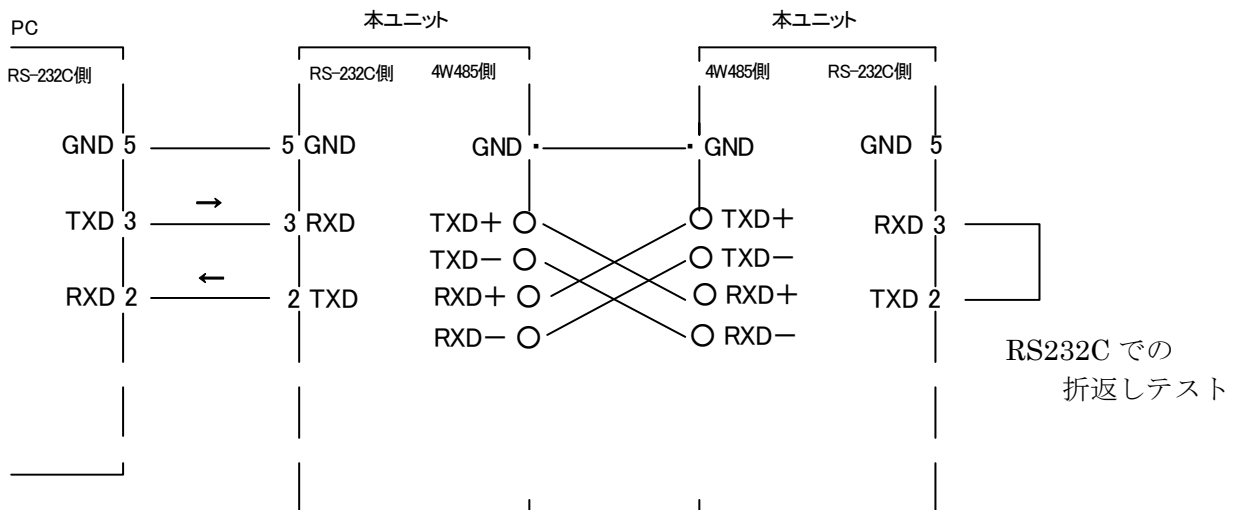 PC
本ユニット
本ユニット
RS-232C側
RS-232C側
4W485側
4W485側
RS-232C側
GND 5
5 GND
GND
GND
GND 5
→
TXD 3
3 RXD
TXD+
TXD+
RXD 3
TXD−
TXD−
←
RXD 2
2 TXD
RXD+
RXD+
TXD 2
RXD−
RXD−
RS232C での
折返しテスト